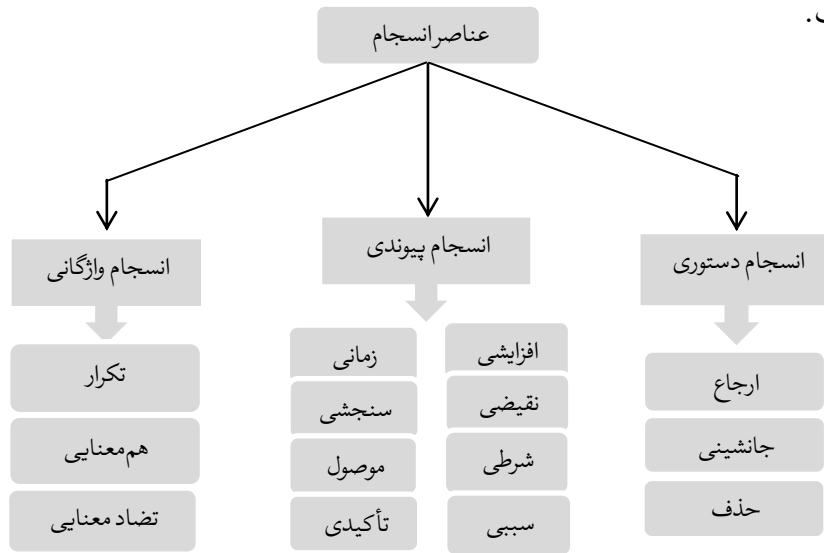 عناصر انسجام
انسجام دستوری
انسجام پیوندی
انسجام واژگانی
ارجاع
جانشینی
حذف
افزایشی
زمانی
نقیضی
سنجشی
شرطی
موصول
سببی
تأکیدی
تکرار
هم‌معنایی
تضاد معنایی